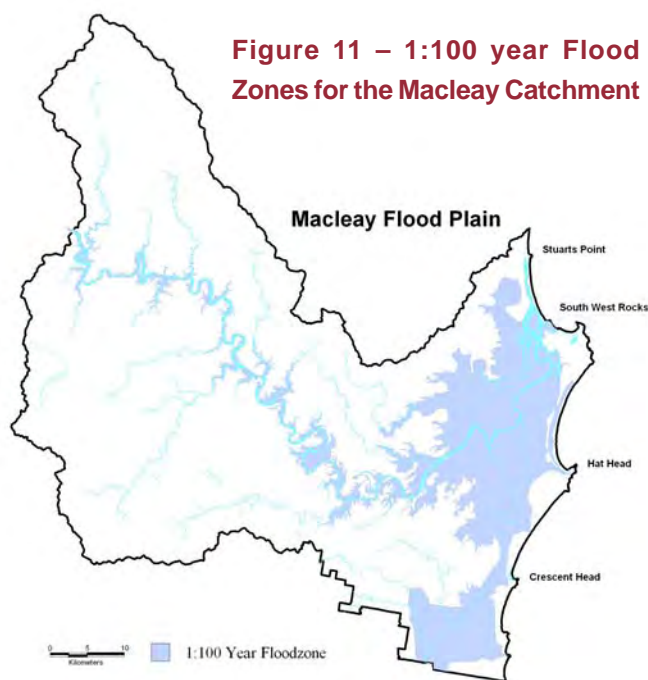 Figure 11 – 1:100 year Flood
Zones for the Macleay Catchment
Macleay Flood Plain
Stuarts Point
South West Rocks
Hat Head
Crescent Head
0 5 10
Kilometers
1:100 Year Floodzone